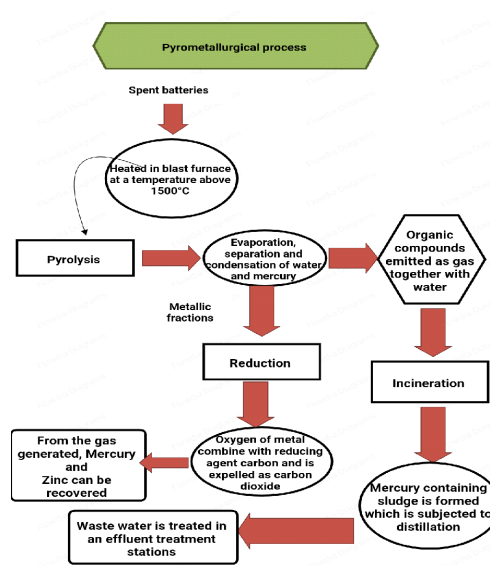 Pyrometallurgical process
Spent batteries
Heated in blast furnace
at a temperature above
1500°C
Pyrolysis
Evaporation,
separation and
condensation of water
and mercury
Organic
compounds
emitted as gas
together with
water
Metallic
fractions
Reduction
Incineration
From the gas
generated, Mercury
and
Zinc can be
recovered
Oxygen of metal
combine with reducing
agent carbon and is
expelled as carbon
dioxide
Mercury containing
sludge is formed
which is subjected to
distillation
Waste water is treated in
an effluent treatment
stations